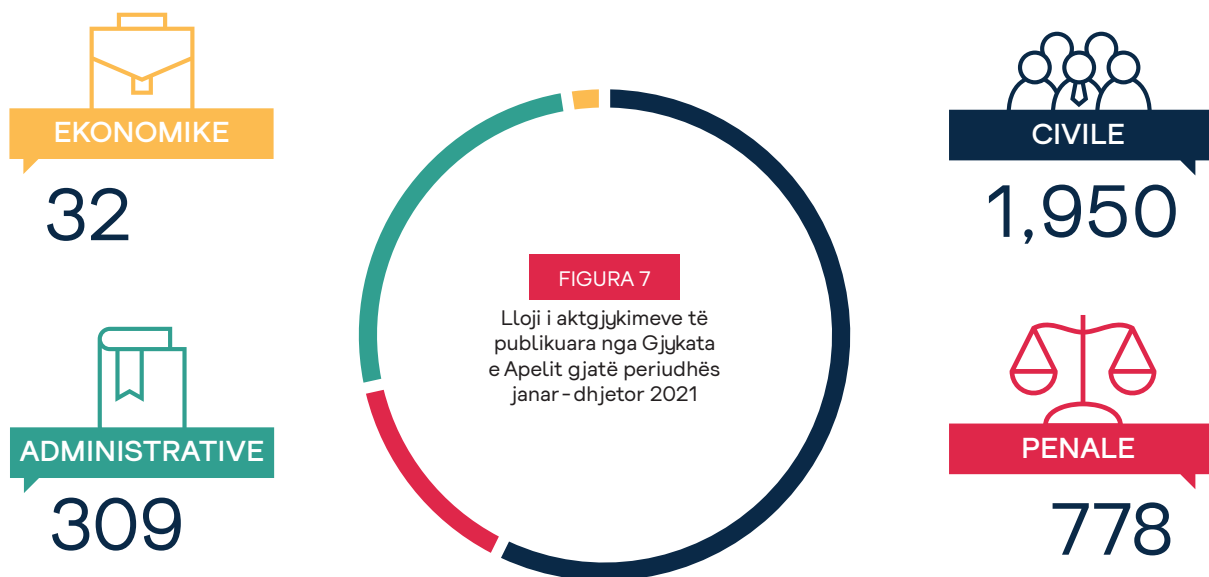 EKONOMIKE
32
CIVILE
1,950
FIGURA 7
Lloji i aktgjykimeve të
publikuara nga Gjykata
e Apelit gjatë periudhës
janar-dhjetor 2021
ADMINISTRATIVE
309
PENALE
778